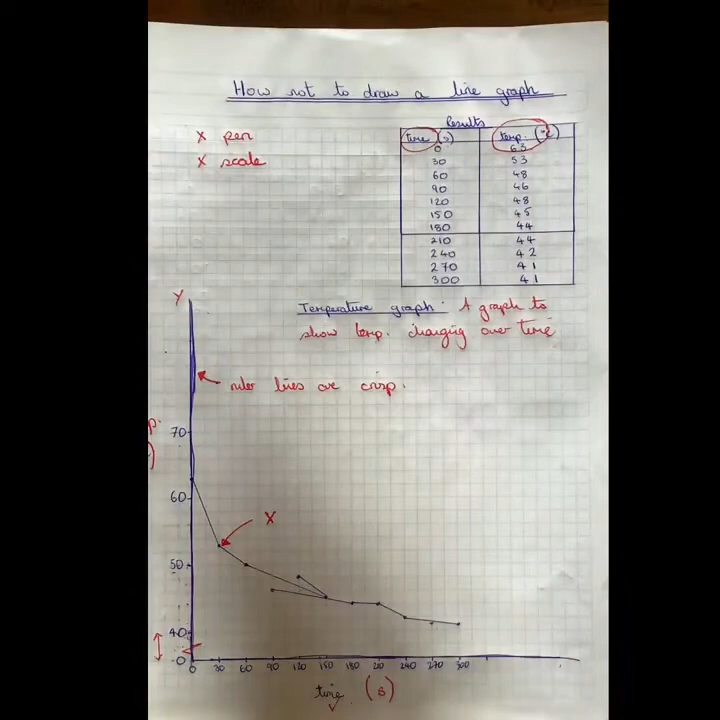 How not to draw a line graph
x pen
x scale
Results
time (s) temp. (°C)
0 63
30 53
60 48
90 46
120 48
150 45
180 44
210 44
240 42
270 41
300 41
Y
Temperature graph. A graph to
show temp. changing over time
ruler lines are crisp.
p.
70
60
X
50
40
0
0 30 60 90 120 150 180 210 240 270 300
time (s)